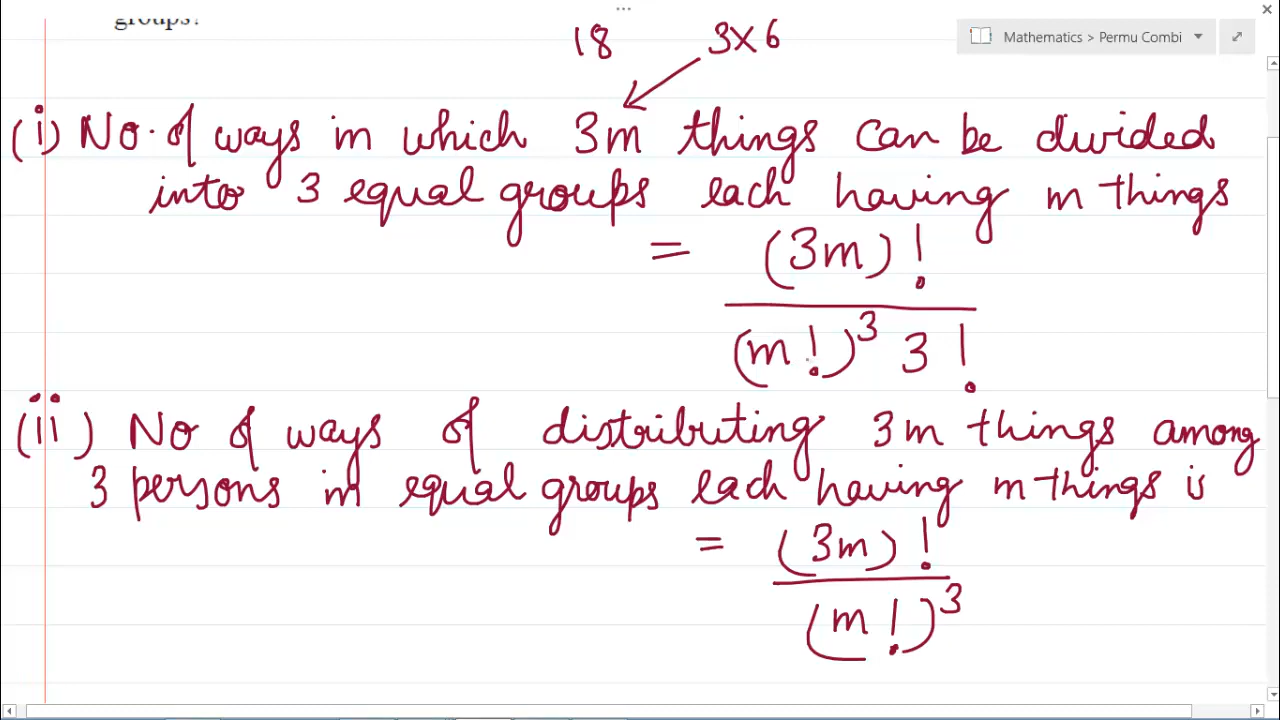 groups?
Mathematics > Permu Combi
18 3×6
(i) No. of ways in which 3m things can be divided
into 3 equal groups each having m things
= (3m)!
(m!)³ 3!
(ii) No of ways of distributing 3m things among
3 persons in equal groups each having m things is
= (3m)!
(m!)³